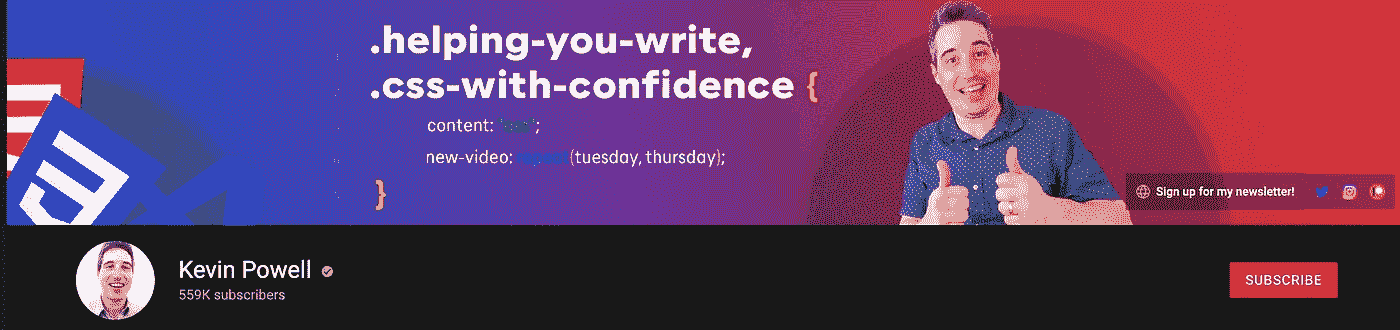 .helping-you-write,
.css-with-confidence {
content: ;
new-video: (tuesday, thursday);
}
Sign up for my newsletter!
Kevin Powell
559K subscribers
SUBSCRIBE